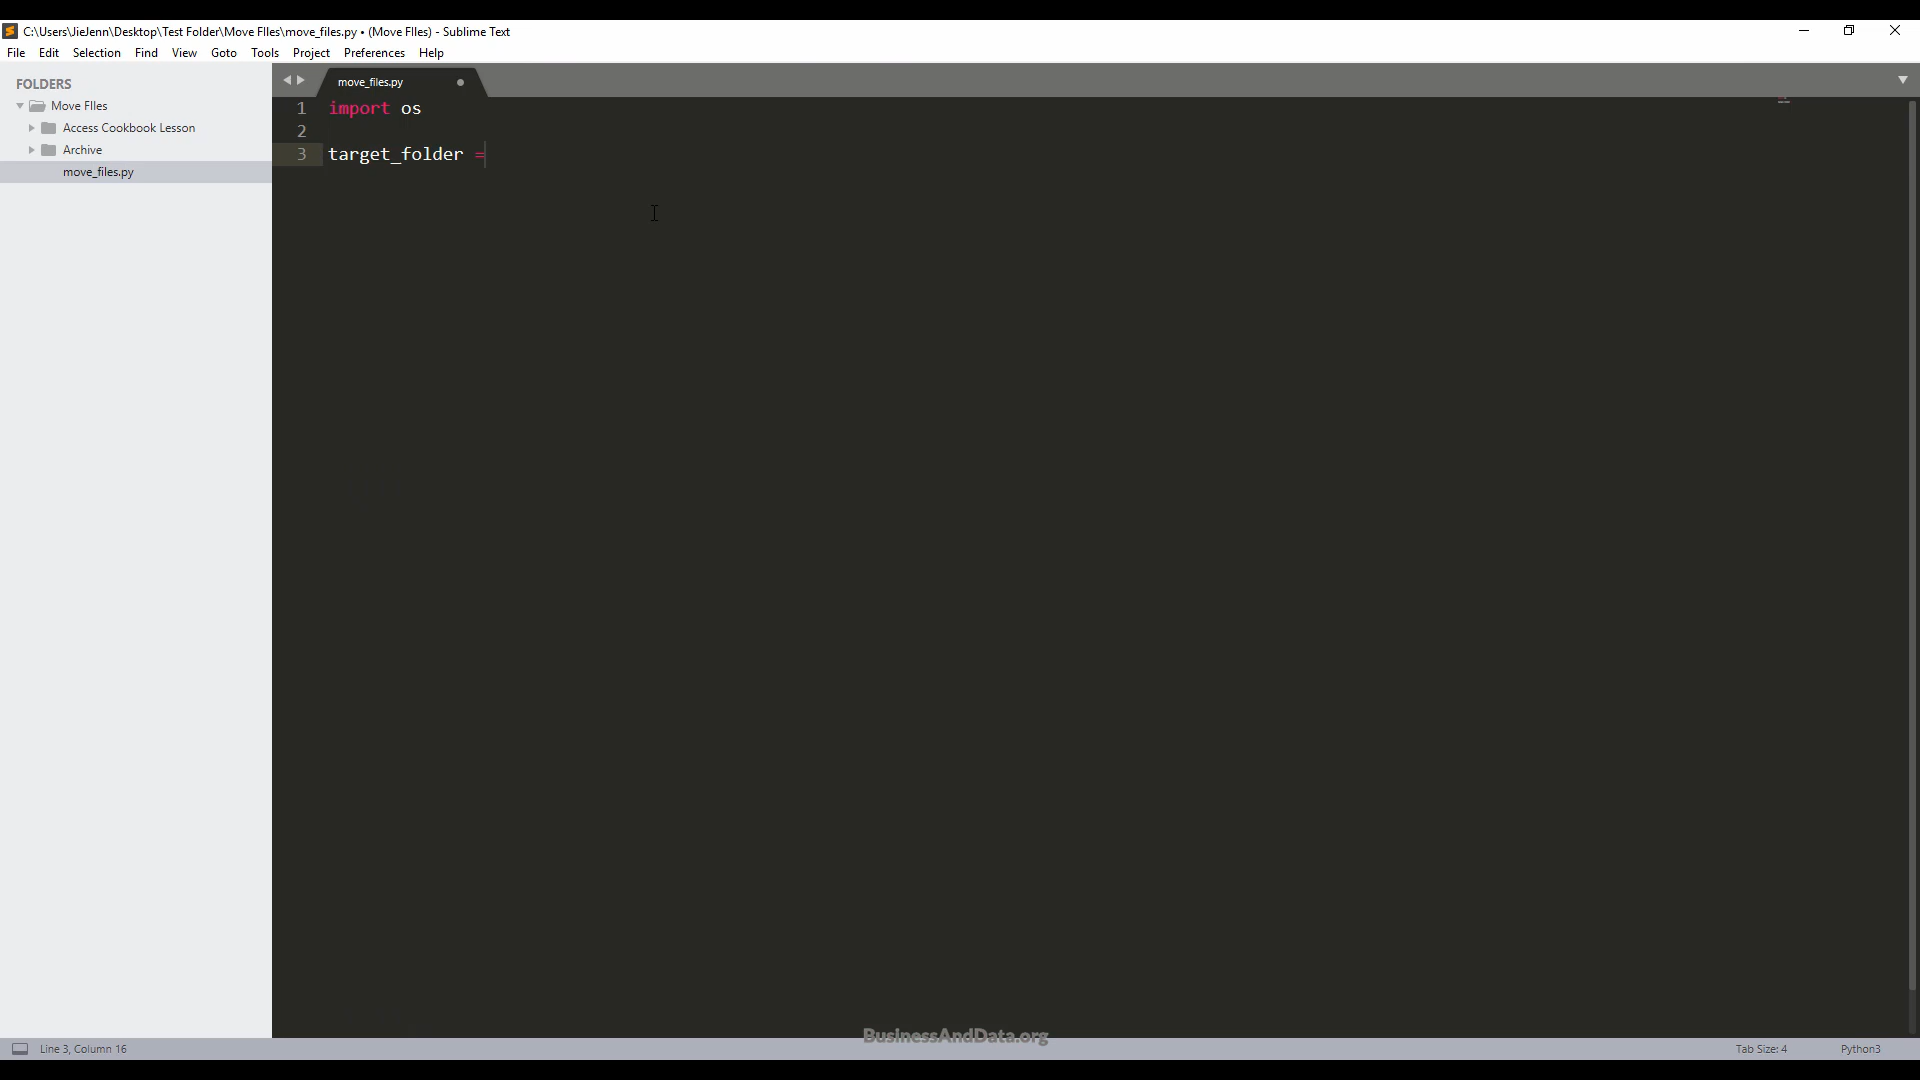 C:\Users\JieJenn\Desktop\Test Folder\Move FIles\move_files.py • (Move FIles) - Sublime Text
File Edit Selection Find View Goto Tools Project Preferences Help
FOLDERS
Move FIles
Access Cookbook Lesson
Archive
move_files.py
move_files.py
1 import os
2
3 target_folder =
BusinessAndData.org
Line 3, Column 16
Tab Size: 4
Python3